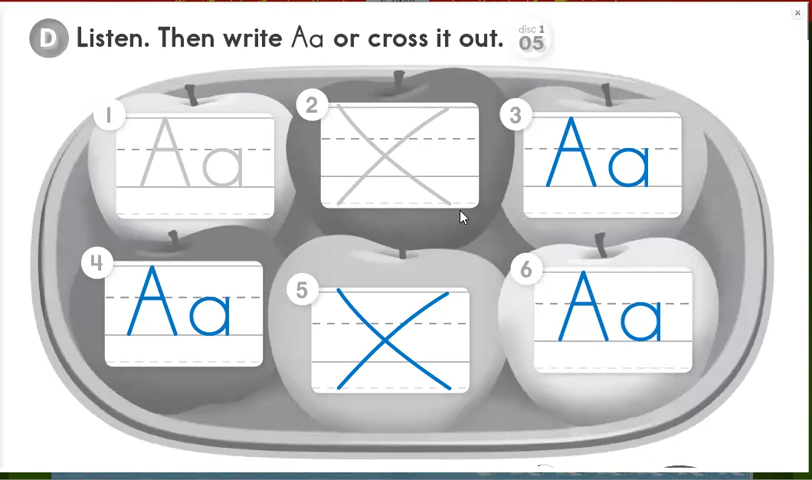 D Listen. Then write Aa or cross it out. disc 1 05
1 Aa
2
3 Aa
4 Aa
5
6 Aa